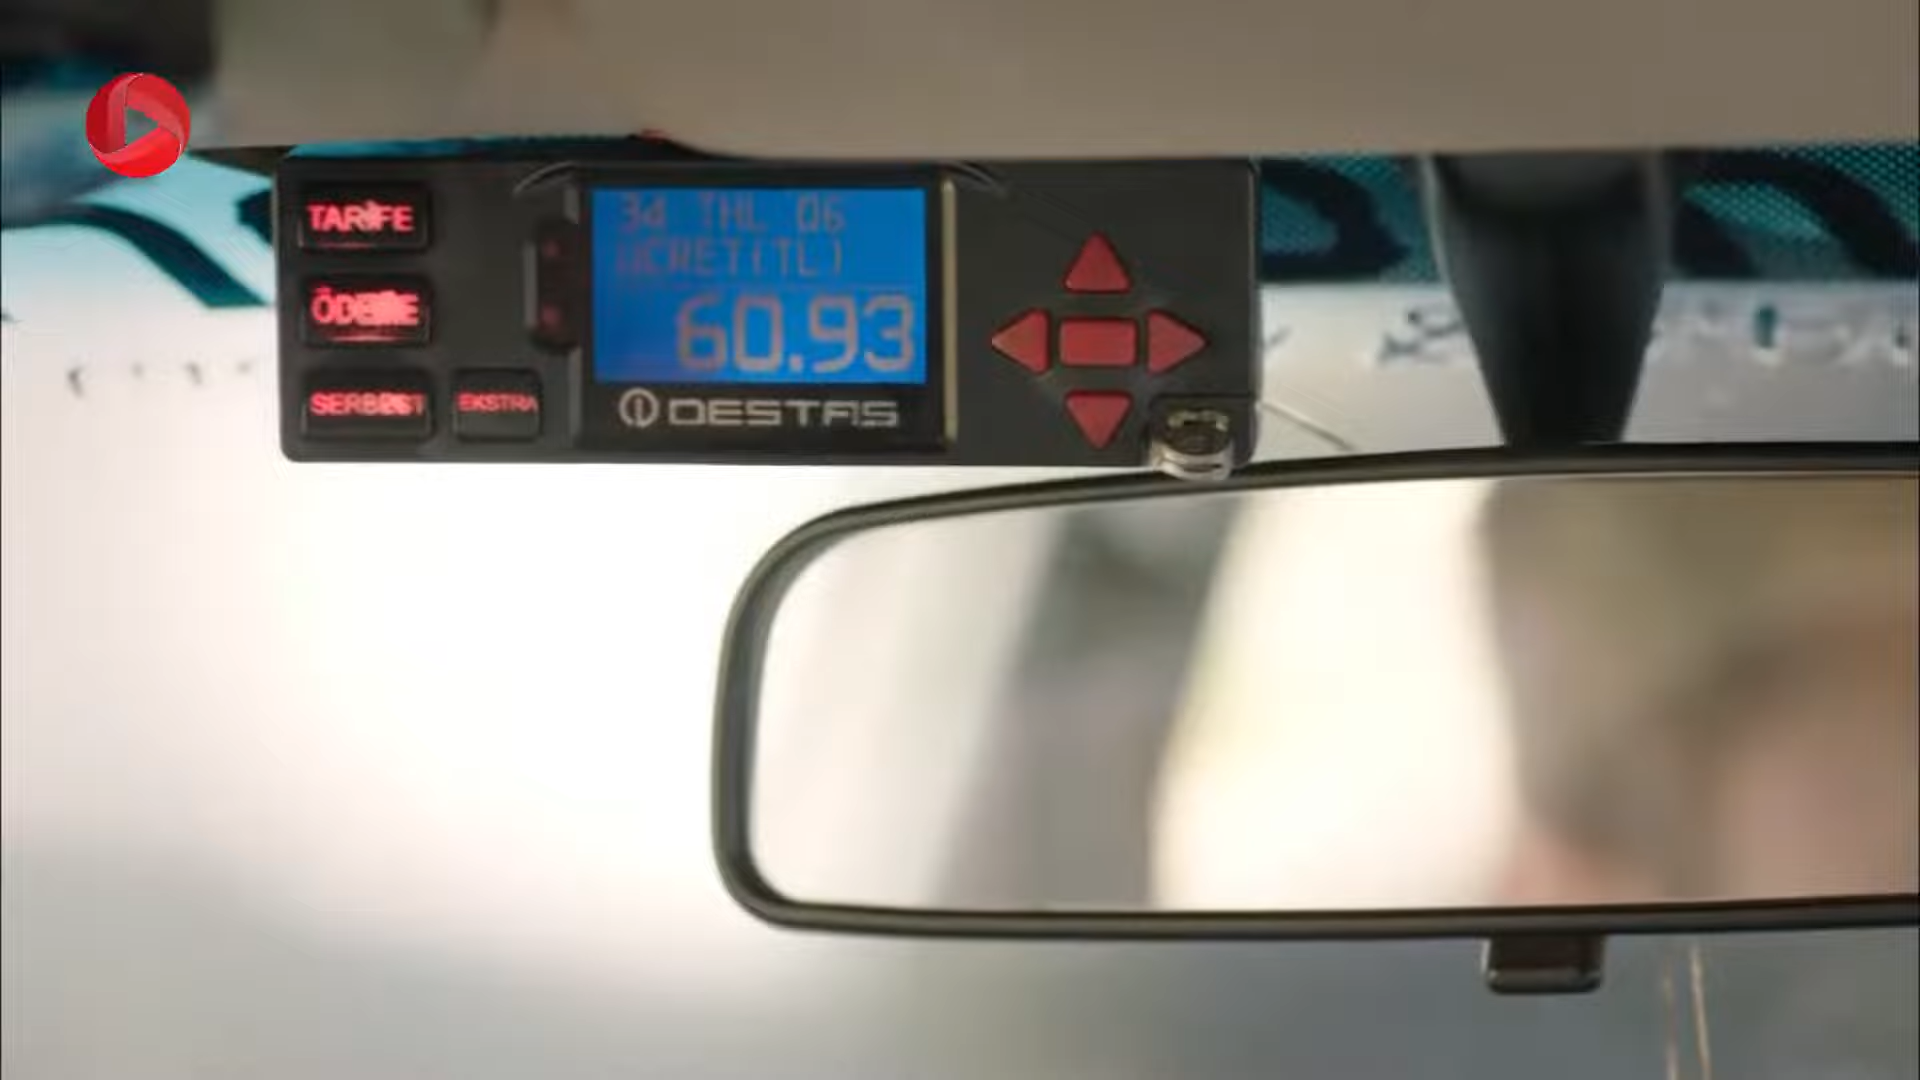 TARİFE
ÖDEME
SERBEST
EKSTRA
34 THL 06
ÜCRET(TL)
60.93
DESTAS